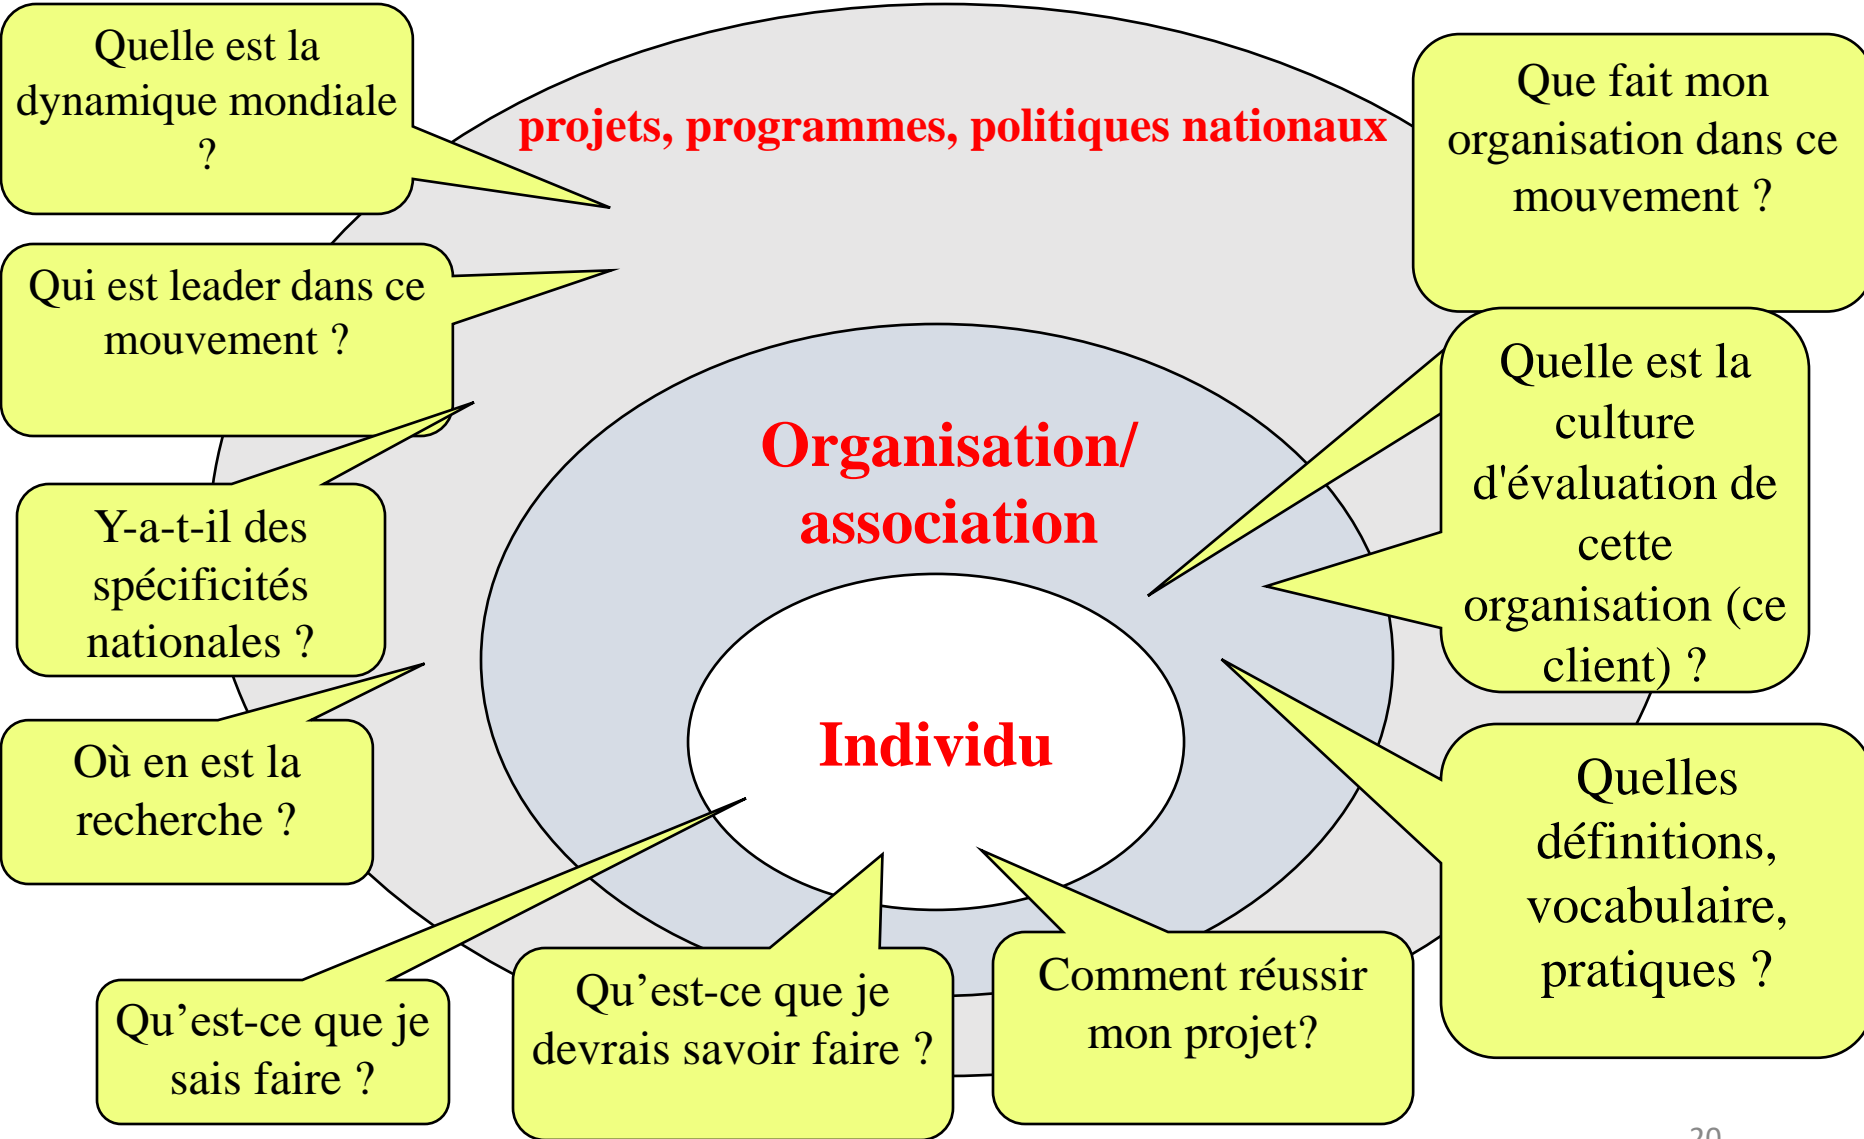 Quelle est la
dynamique mondiale
?
projets, programmes, politiques nationaux
Que fait mon
organisation dans ce
mouvement ?
Qui est leader dans ce
mouvement ?
Quelle est la
culture
d'évaluation de
cette
organisation (ce
client) ?
Organisation/
association
Y-a-t-il des
spécificités
nationales ?
Individu
Où en est la
recherche ?
Quelles
définitions,
vocabulaire,
pratiques ?
Qu’est-ce que je
sais faire ?
Qu’est-ce que je
devrais savoir faire ?
Comment réussir
mon projet?
20